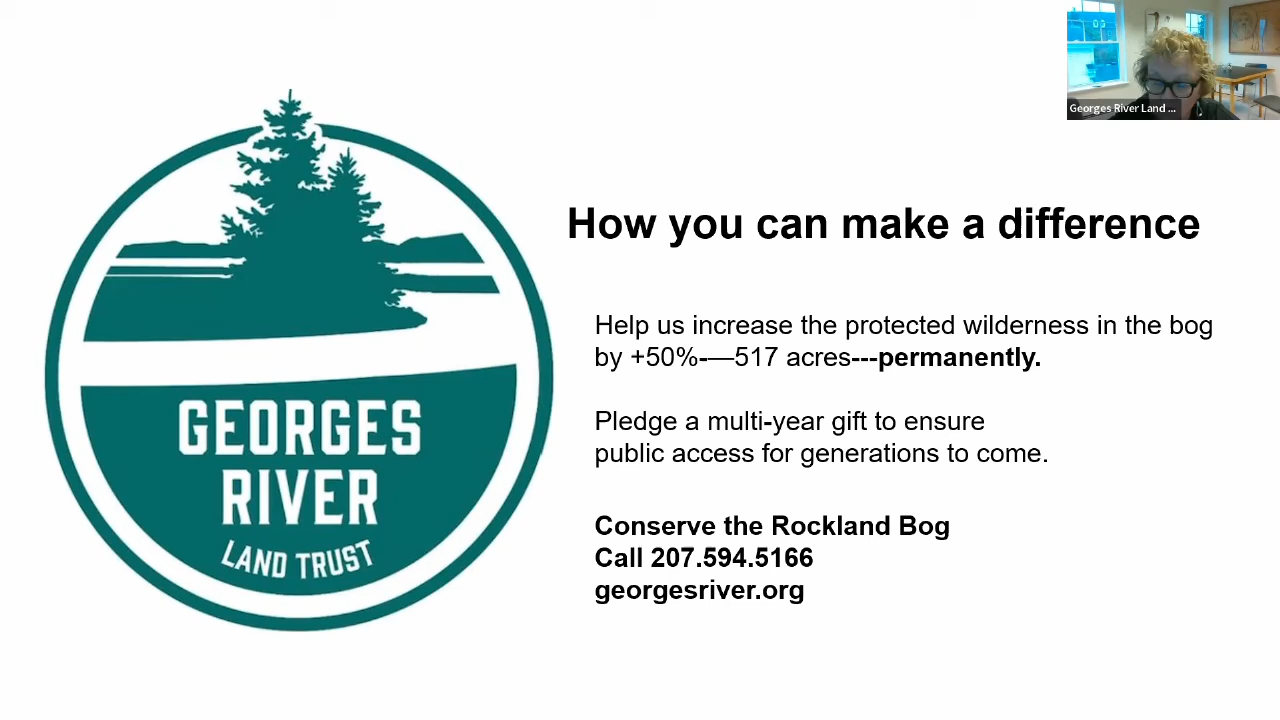 Georges River Land ...
How you can make a difference
Help us increase the protected wilderness in the bog
by +50%-—517 acres---permanently.
Pledge a multi-year gift to ensure
public access for generations to come.
Conserve the Rockland Bog
Call 207.594.5166
georgesriver.org
GEORGES
RIVER
LAND TRUST